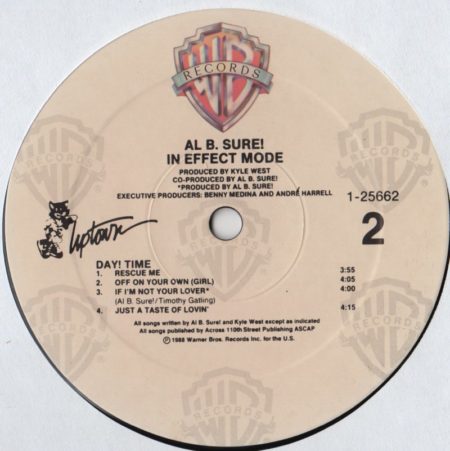 WB
RECORDS
AL B. SURE!
IN EFFECT MODE
PRODUCED BY KYLE WEST
CO-PRODUCED BY AL B. SURE!
*PRODUCED BY AL B. SURE!
EXECUTIVE PRODUCERS: BENNY MEDINA AND ANDRÉ HARRELL
1-25662
2
Uptown
DAY! TIME
1. RESCUE ME 3:55
2. OFF ON YOUR OWN (GIRL) 4:05
3. IF I'M NOT YOUR LOVER* 4:00
(Al B. Sure!/Timothy Gatling)
4. JUST A TASTE OF LOVIN' 4:15
All songs written by Al B. Sure! and Kyle West except as indicated
All songs published by Across 110th Street Publishing ASCAP
℗ 1988 Warner Bros. Records Inc. for the U.S.